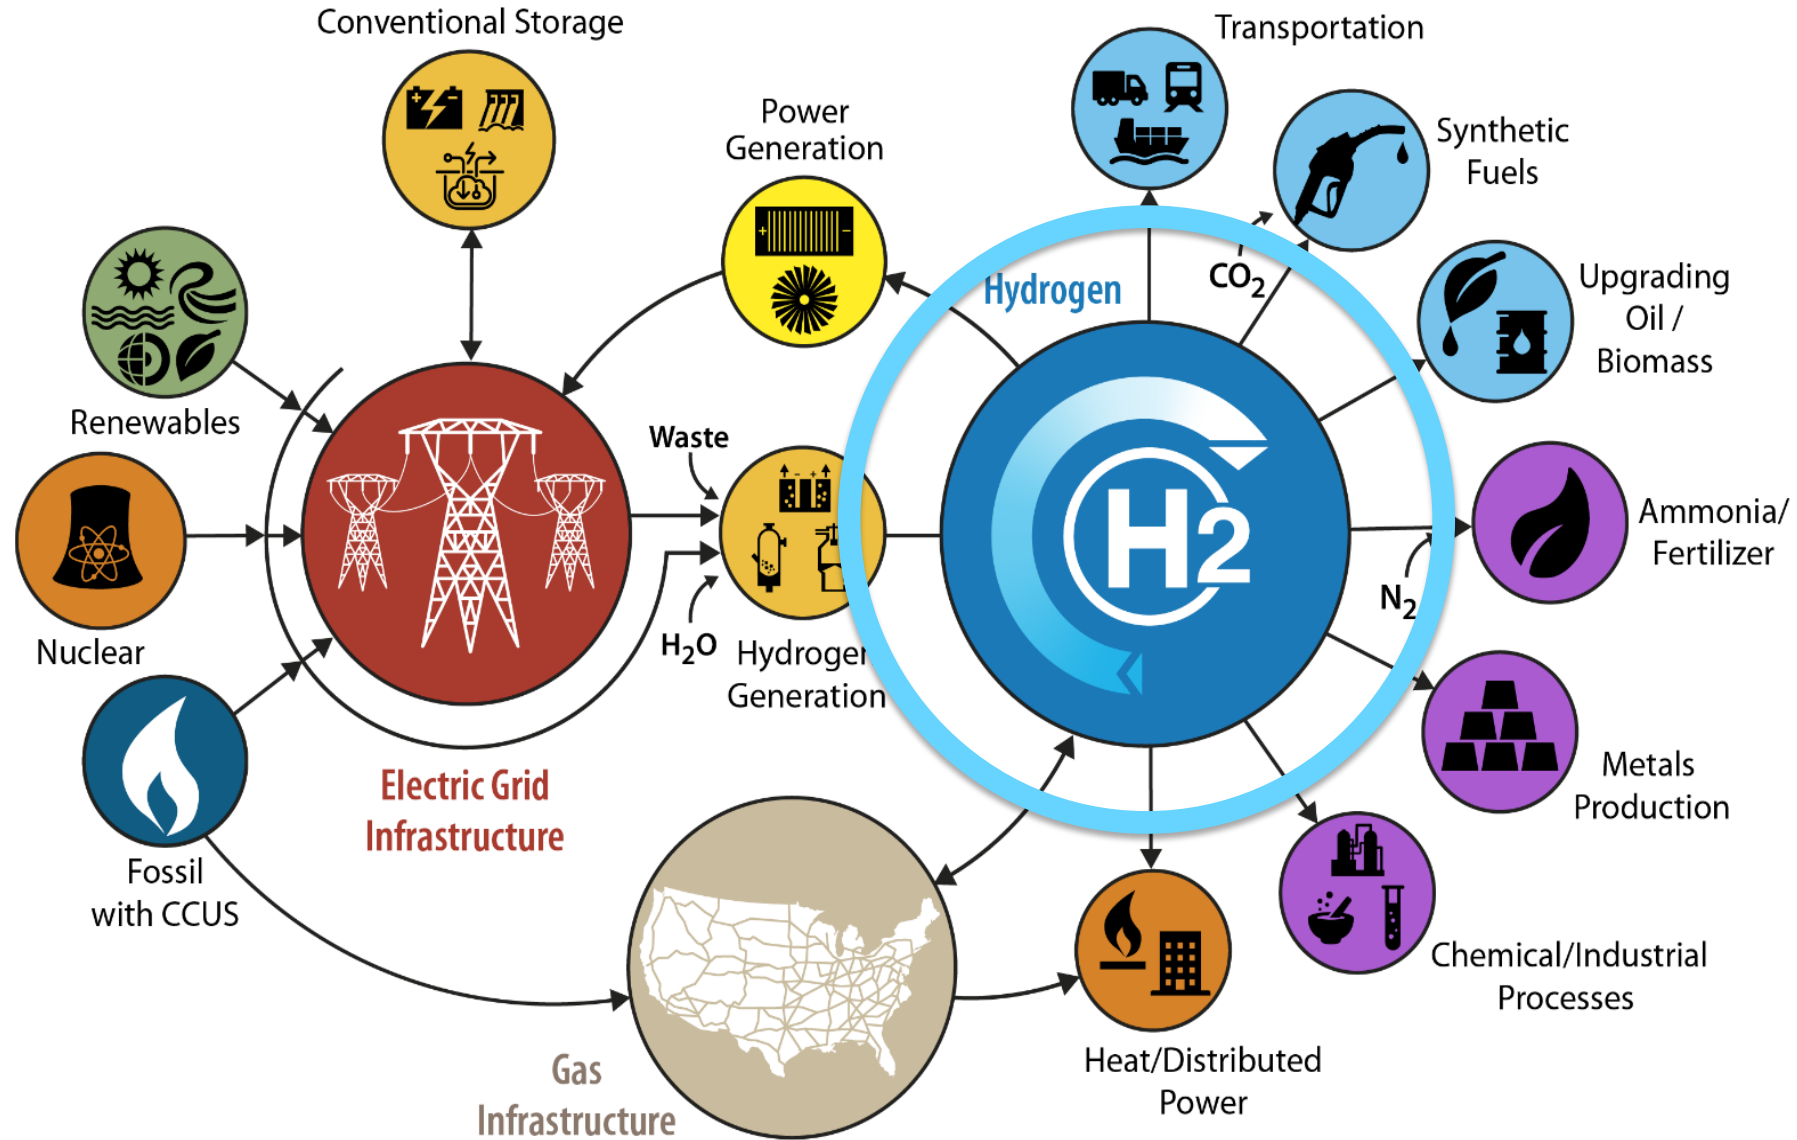 Conventional Storage
Transportation
Power
Generation
Synthetic
Fuels
CO₂
Hydrogen
Upgrading
Oil /
Biomass
Renewables
Waste
H2
Ammonia/
Fertilizer
N₂
Nuclear
H₂O
Hydrogen
Generation
Metals
Production
Electric Grid
Infrastructure
Fossil
with CCUS
Chemical/Industrial
Processes
Gas
Infrastructure
Heat/Distributed
Power